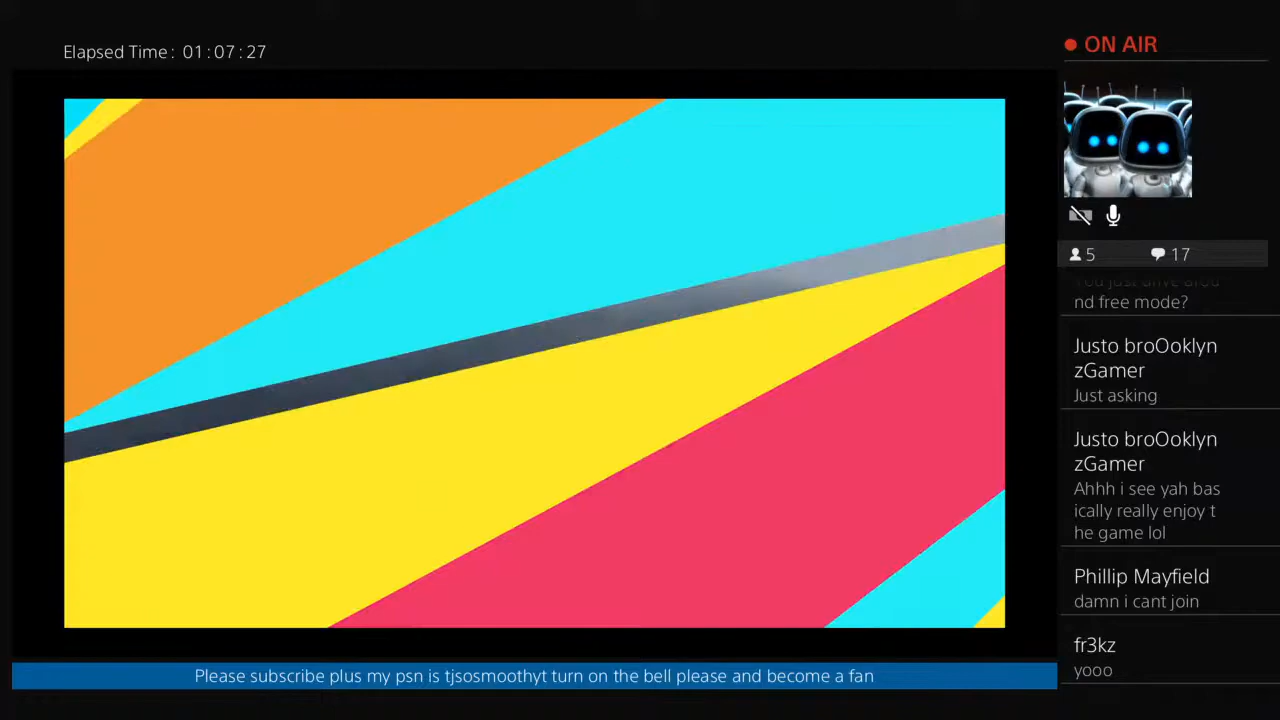 Elapsed Time: 01:07:27
ON AIR
5 17
nd free mode?
Justo broOoklyn
zGamer
Just asking
Justo broOoklyn
zGamer
Ahhh i see yah bas
ically really enjoy t
he game lol
Phillip Mayfield
damn i cant join
fr3kz
yooo
Please subscribe plus my psn is tjsosmoothyt turn on the bell please and become a fan